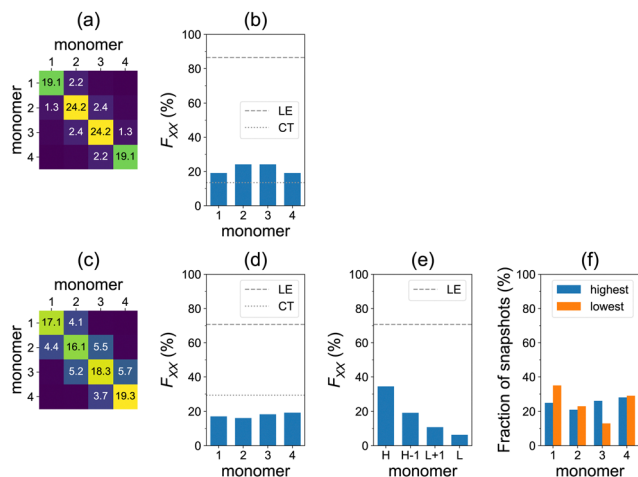 (a)
monomer
1 2 3 4
monomer
1 19.1 2.2
2 1.3 24.2 2.4
3 2.4 24.2 1.3
4 2.2 19.1
(b)
F_XX (%)
100
80
60
40
20
0
LE
CT
1 2 3 4
monomer
(c)
monomer
1 2 3 4
monomer
1 17.1 4.1
2 4.4 16.1 5.5
3 5.2 18.3 5.7
4 3.7 19.3
(d)
F_XX (%)
100
80
60
40
20
0
LE
CT
1 2 3 4
monomer
(e)
F_XX (%)
100
80
60
40
20
0
LE
H H-1 L+1 L
monomer
(f)
Fraction of snapshots (%)
100
80
60
40
20
0
highest
lowest
1 2 3 4
monomer